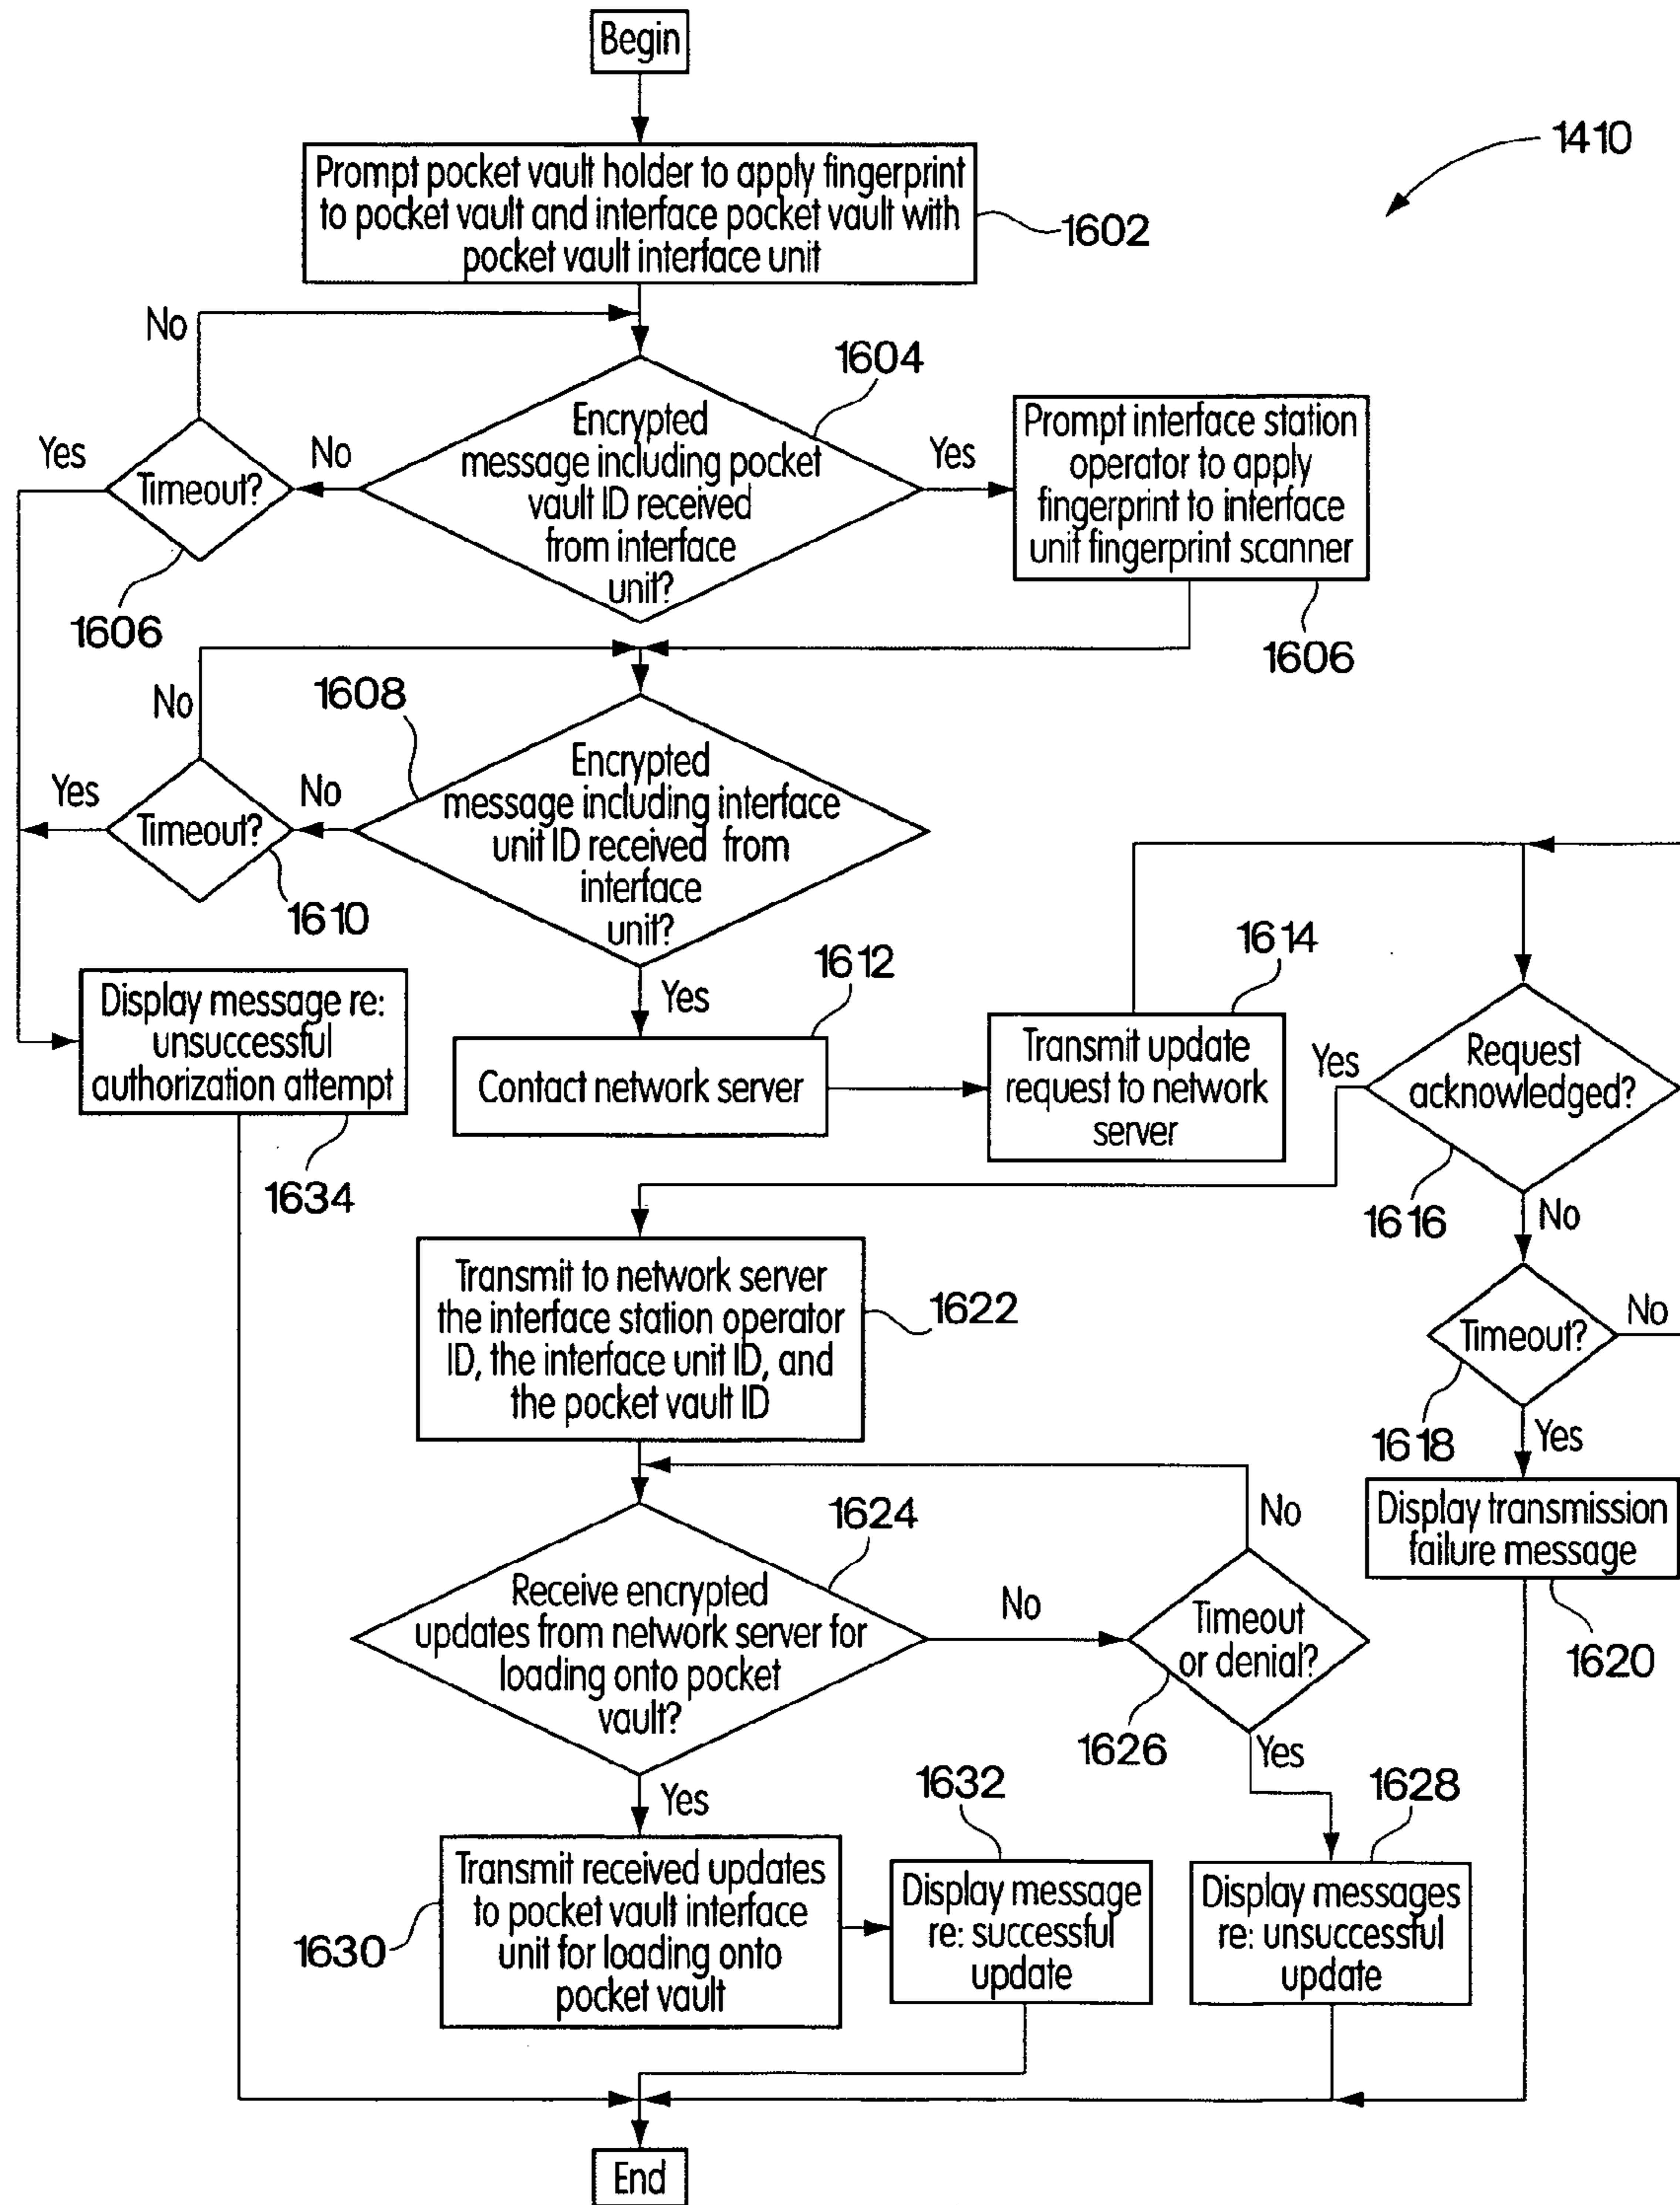 Begin
1410
Prompt pocket vault holder to apply fingerprint
to pocket vault and interface pocket vault with
pocket vault interface unit
1602
No
1604
Yes
Timeout?
No
Encrypted
message including pocket
vault ID received
from interface
unit?
Yes
Prompt interface station
operator to apply
fingerprint to interface
unit fingerprint scanner
1606
1606
No
1608
Yes
Timeout?
No
Encrypted
message including interface
unit ID received from
interface
unit?
1610
Yes
1612
1614
Display message re:
unsuccessful
authorization attempt
1634
Contact network server
Transmit update
request to network
server
Yes
Request
acknowledged?
1616
No
Transmit to network server
the interface station operator
ID, the interface unit ID, and
the pocket vault ID
1622
Timeout?
No
1618
Yes
Display transmission
failure message
1620
1624
Receive encrypted
updates from network server for
loading onto pocket
vault?
No
No
Timeout
or denial?
1626
Yes
Yes
1632
1628
Transmit received updates
to pocket vault interface
unit for loading onto
pocket vault
1630
Display message
re: successful
update
Display messages
re: unsuccessful
update
End